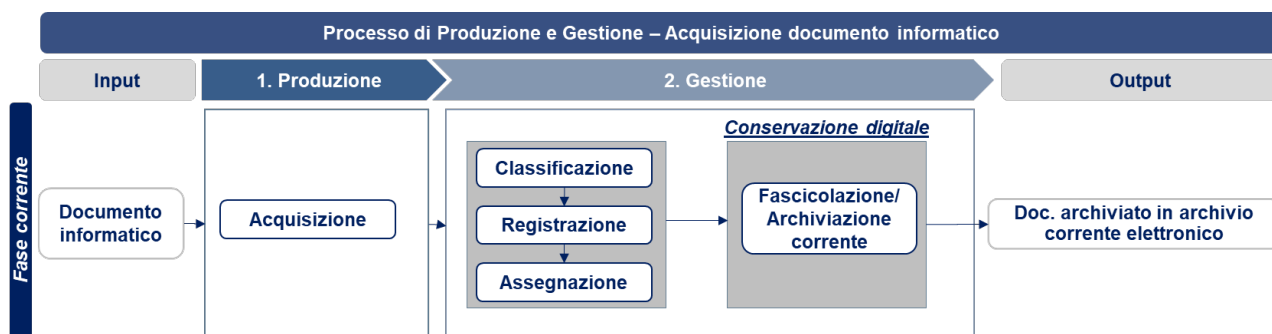 Processo di Produzione e Gestione – Acquisizione documento informatico
Input
1. Produzione
2. Gestione
Output
Fase corrente
Documento
informatico
Acquisizione
Classificazione
Registrazione
Assegnazione
Conservazione digitale
Fascicolazione/
Archiviazione
corrente
Doc. archiviato in archivio
corrente elettronico